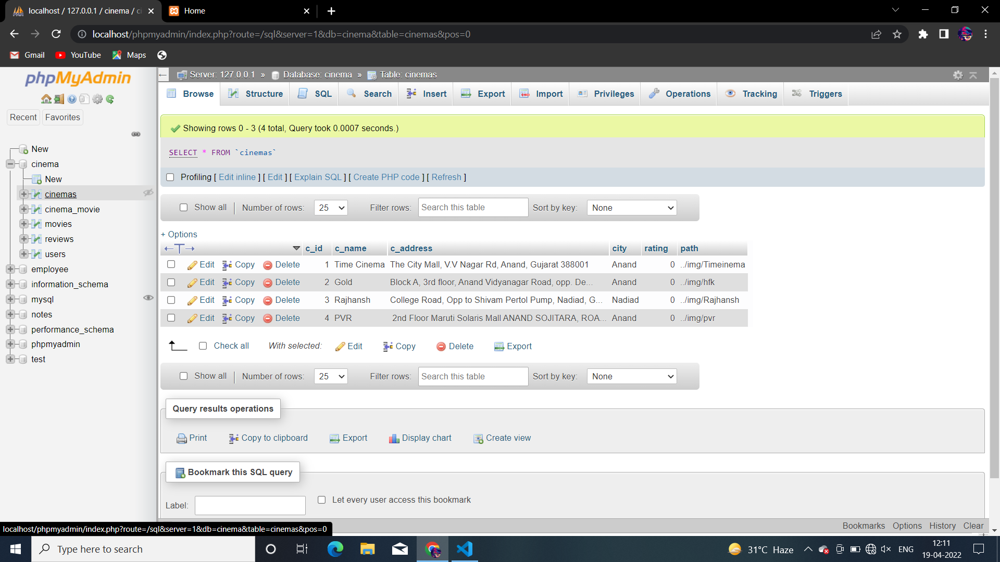 localhost / 127.0.0.1 / cinema / ci
Home
localhost/phpmyadmin/index.php?route=/sql&server=1&db=cinema&table=cinemas&pos=0
Gmail YouTube Maps
phpMyAdmin
Recent Favorites
New
cinema
New
cinemas
cinema_movie
movies
reviews
users
employee
information_schema
mysql
notes
performance_schema
phpmyadmin
test
Server: 127.0.0.1 » Database: cinema » Table: cinemas
Browse Structure SQL Search Insert Export Import Privileges Operations Tracking Triggers
Showing rows 0 - 3 (4 total, Query took 0.0007 seconds.)
SELECT * FROM `cinemas`
Profiling [ Edit inline ] [ Edit ] [ Explain SQL ] [ Create PHP code ] [ Refresh ]
Show all Number of rows: 25 Filter rows: Search this table Sort by key: None
+ Options
c_id c_name c_address city rating path
Edit Copy Delete 1 Time Cinema The City Mall, V.V Nagar Rd, Anand, Gujarat 388001 Anand 0 ../img/Timeinema
Edit Copy Delete 2 Gold Block A, 3rd floor, Anand Vidyanagar Road, opp. De... Anand 0 ../img/hfk
Edit Copy Delete 3 Rajhansh College Road, Opp to Shivam Pertol Pump, Nadiad, G... Nadiad 0 ../img/Rajhansh
Edit Copy Delete 4 PVR 2nd Floor Maruti Solaris Mall ANAND SOJITARA, ROA... Anand 0 ../img/pvr
Check all With selected: Edit Copy Delete Export
Show all Number of rows: 25 Filter rows: Search this table Sort by key: None
Query results operations
Print Copy to clipboard Export Display chart Create view
Bookmark this SQL query
Label: Let every user access this bookmark
Bookmarks Options History Clear
localhost/phpmyadmin/index.php?route=/sql&server=1&db=cinema&table=cinemas&pos=0
Type here to search
31°C Haze
ENG
12:11
19-04-2022